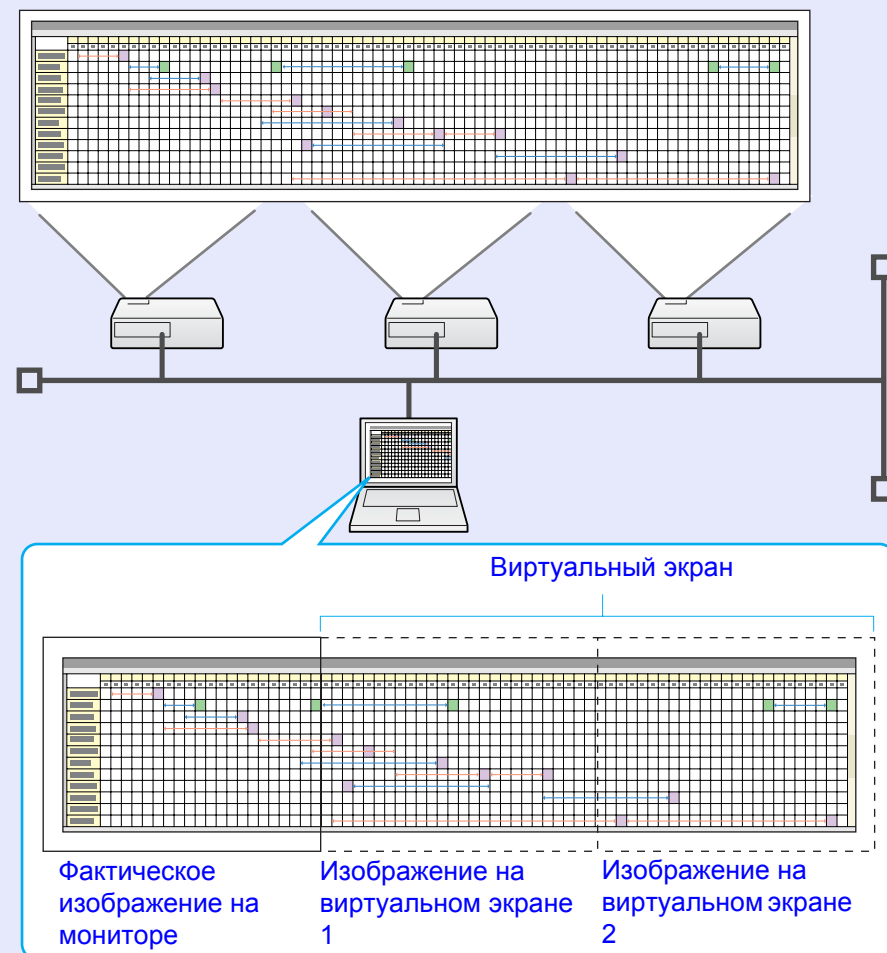 Виртуальный экран
Фактическое
изображение на
мониторе
Изображение на
виртуальном экране
1
Изображение на
виртуальном экране
2